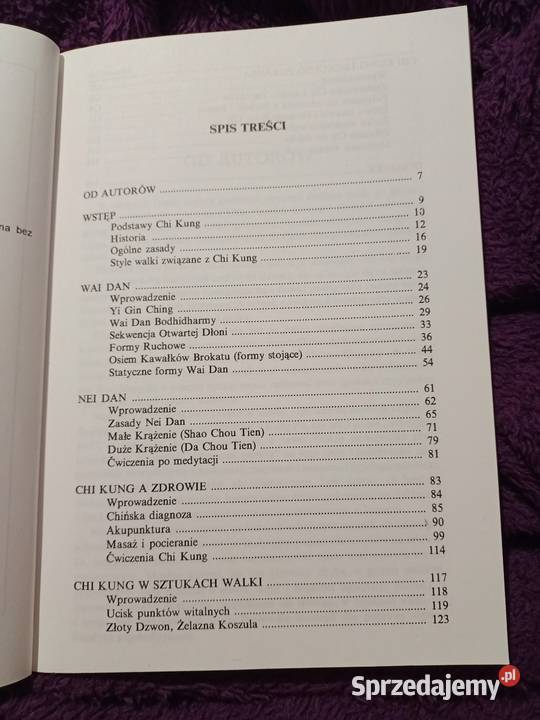 na bez
SPIS TREŚCI
OD AUTORÓW ........ 7
WSTĘP ........ 9
Podstawy Chi Kung ........ 10
Historia ........ 12
Ogólne zasady ........ 16
Style walki związane z Chi Kung ........ 19
WAI DAN ........ 23
Wprowadzenie ........ 24
Yi Gin Ching ........ 26
Wai Dan Bodhidharmy ........ 29
Sekwencja Otwartej Dłoni ........ 33
Formy Ruchowe ........ 36
Osiem Kawałków Brokatu (formy stojące) ........ 44
Statyczne formy Wai Dan ........ 54
NEI DAN ........ 61
Wprowadzenie ........ 62
Zasady Nei Dan ........ 65
Małe Krążenie (Shao Chou Tien) ........ 71
Duże Krążenie (Da Chou Tien) ........ 79
Ćwiczenia po medytacji ........ 81
CHI KUNG A ZDROWIE ........ 83
Wprowadzenie ........ 84
Chińska diagnoza ........ 85
Akupunktura ........ 90
Masaż i pocieranie ........ 99
Ćwiczenia Chi Kung ........ 114
CHI KUNG W SZTUKACH WALKI ........ 117
Wprowadzenie ........ 118
Ucisk punktów witalnych ........ 119
Złoty Dzwon, Żelazna Koszula ........ 123
Sprzedajemy.pl